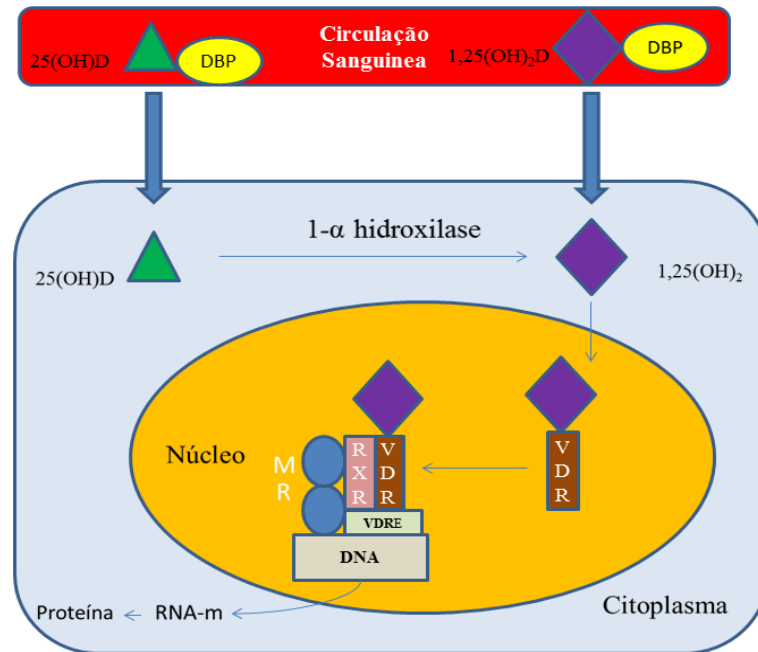 Circulação
Sanguinea
25(OH)D
DBP
1,25(OH)₂D
DBP
1-α hidroxilase
25(OH)D
1,25(OH)₂
Núcleo
M
R
R
X
R
V
D
R
V
D
R
VDRE
DNA
Proteína
RNA-m
Citoplasma